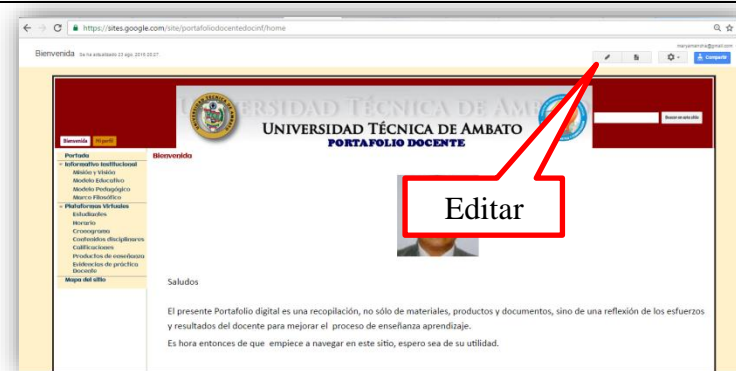 https://sites.google.com/site/portafoliodocentedocinf/home
Bienvenida
Compartir
UNIVERSIDAD TÉCNICA DE AMBATO
PORTAFOLIO DOCENTE
Buscar en este sitio
Bienvenida Mi perfil
Portada
Informativo Institucional
Misión y Visión
Modelo Educativo
Modelo Pedagógico
Marco Filosófico
Plataformas Virtuales
Estudiantes
Horario
Cronograma
Contenidos disciplinares
Calificaciones
Productos de enseñanza
Evidencias de práctica
Docente
Mapa del sitio
Bienvenido
Editar
Saludos
El presente Portafolio digital es una recopilación, no sólo de materiales, productos y documentos, sino de una reflexión de los esfuerzos
y resultados del docente para mejorar el proceso de enseñanza aprendizaje.
Es hora entonces de que empiece a navegar en este sitio, espero sea de su utilidad.